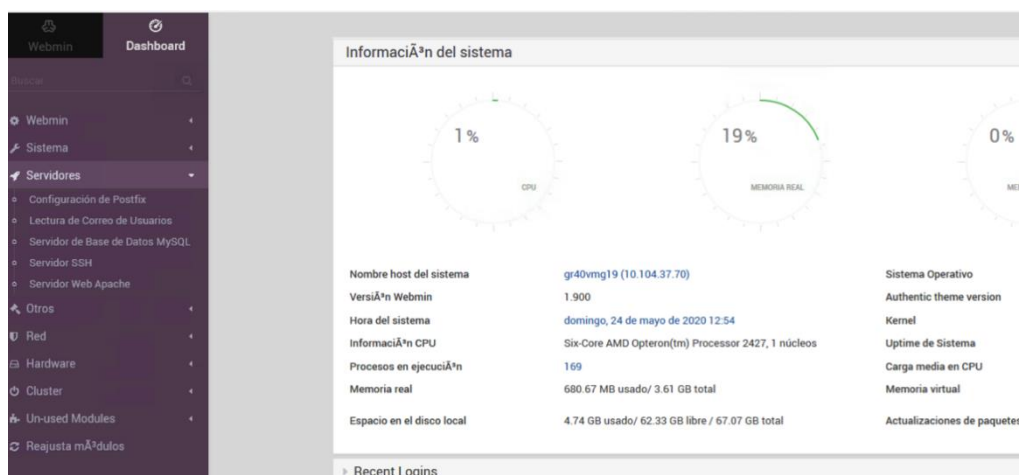 Webmin
Dashboard
Buscar
Webmin
Sistema
Servidores
Configuración de Postfix
Lectura de Correo de Usuarios
Servidor de Base de Datos MySQL
Servidor SSH
Servidor Web Apache
Otros
Red
Hardware
Cluster
Un-used Modules
Reajusta mÃ³dulos
InformaciÃ³n del sistema
1%
CPU
19%
MEMORIA REAL
0%
Nombre host del sistema gr40vmg19 (10.104.37.70) Sistema Operativo
VersiÃ³n Webmin 1.900 Authentic theme version
Hora del sistema domingo, 24 de mayo de 2020 12:54 Kernel
InformaciÃ³n CPU Six-Core AMD Opteron(tm) Processor 2427, 1 núcleos Uptime de Sistema
Procesos en ejecuciÃ³n 169 Carga media en CPU
Memoria real 680.67 MB usado/ 3.61 GB total Memoria virtual
Espacio en el disco local 4.74 GB usado/ 62.33 GB libre / 67.07 GB total Actualizaciones de paquetes
Recent Logins